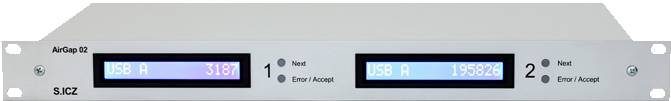 AirGap 02
S.ICZ
USB A 3187
1
Next
Error / Accept
USB A 195826
2
Next
Error / Accept